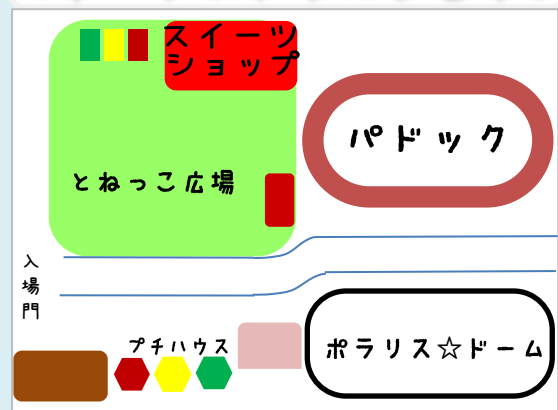 スイーツ
ショップ
パドック
とねっこ広場
入
場
門
プチハウス
ポラリス☆ドーム